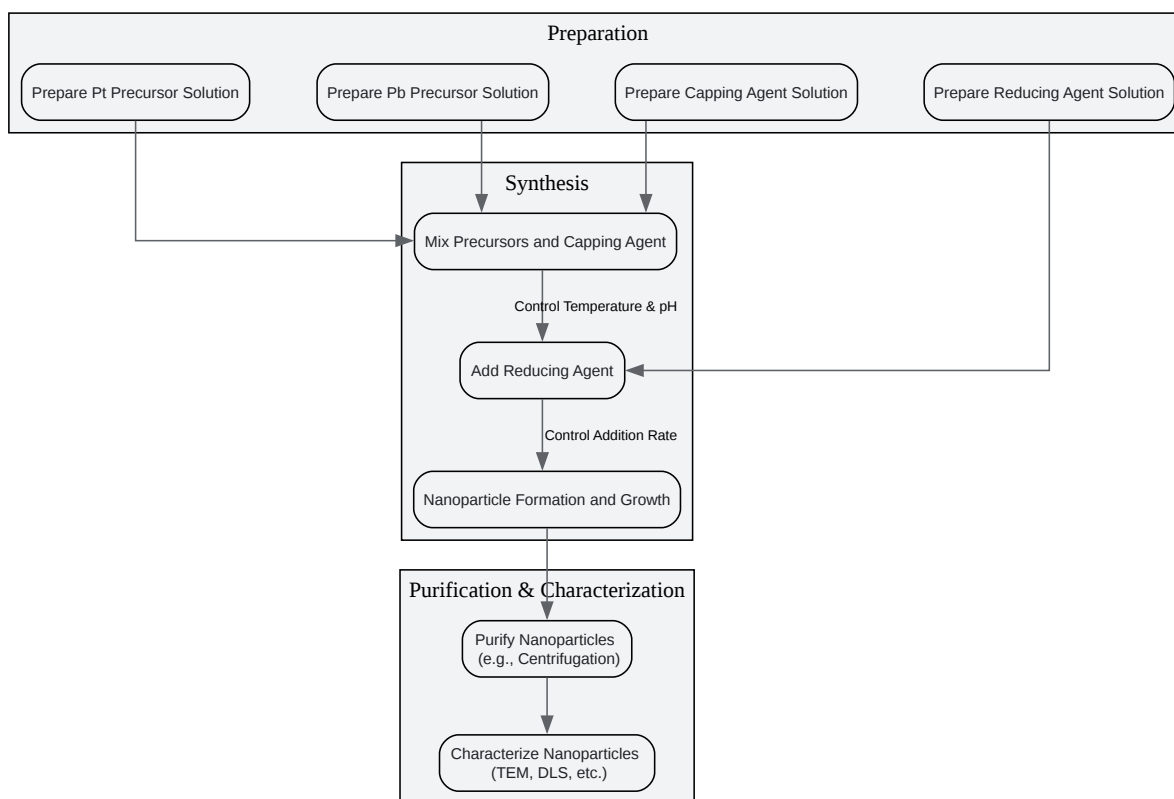 Preparation
Prepare Pt Precursor Solution
Prepare Pb Precursor Solution
Prepare Capping Agent Solution
Prepare Reducing Agent Solution
Synthesis
Mix Precursors and Capping Agent
Control Temperature & pH
Add Reducing Agent
Control Addition Rate
Nanoparticle Formation and Growth
Purification & Characterization
Purify Nanoparticles
(e.g., Centrifugation)
Characterize Nanoparticles
(TEM, DLS, etc.)